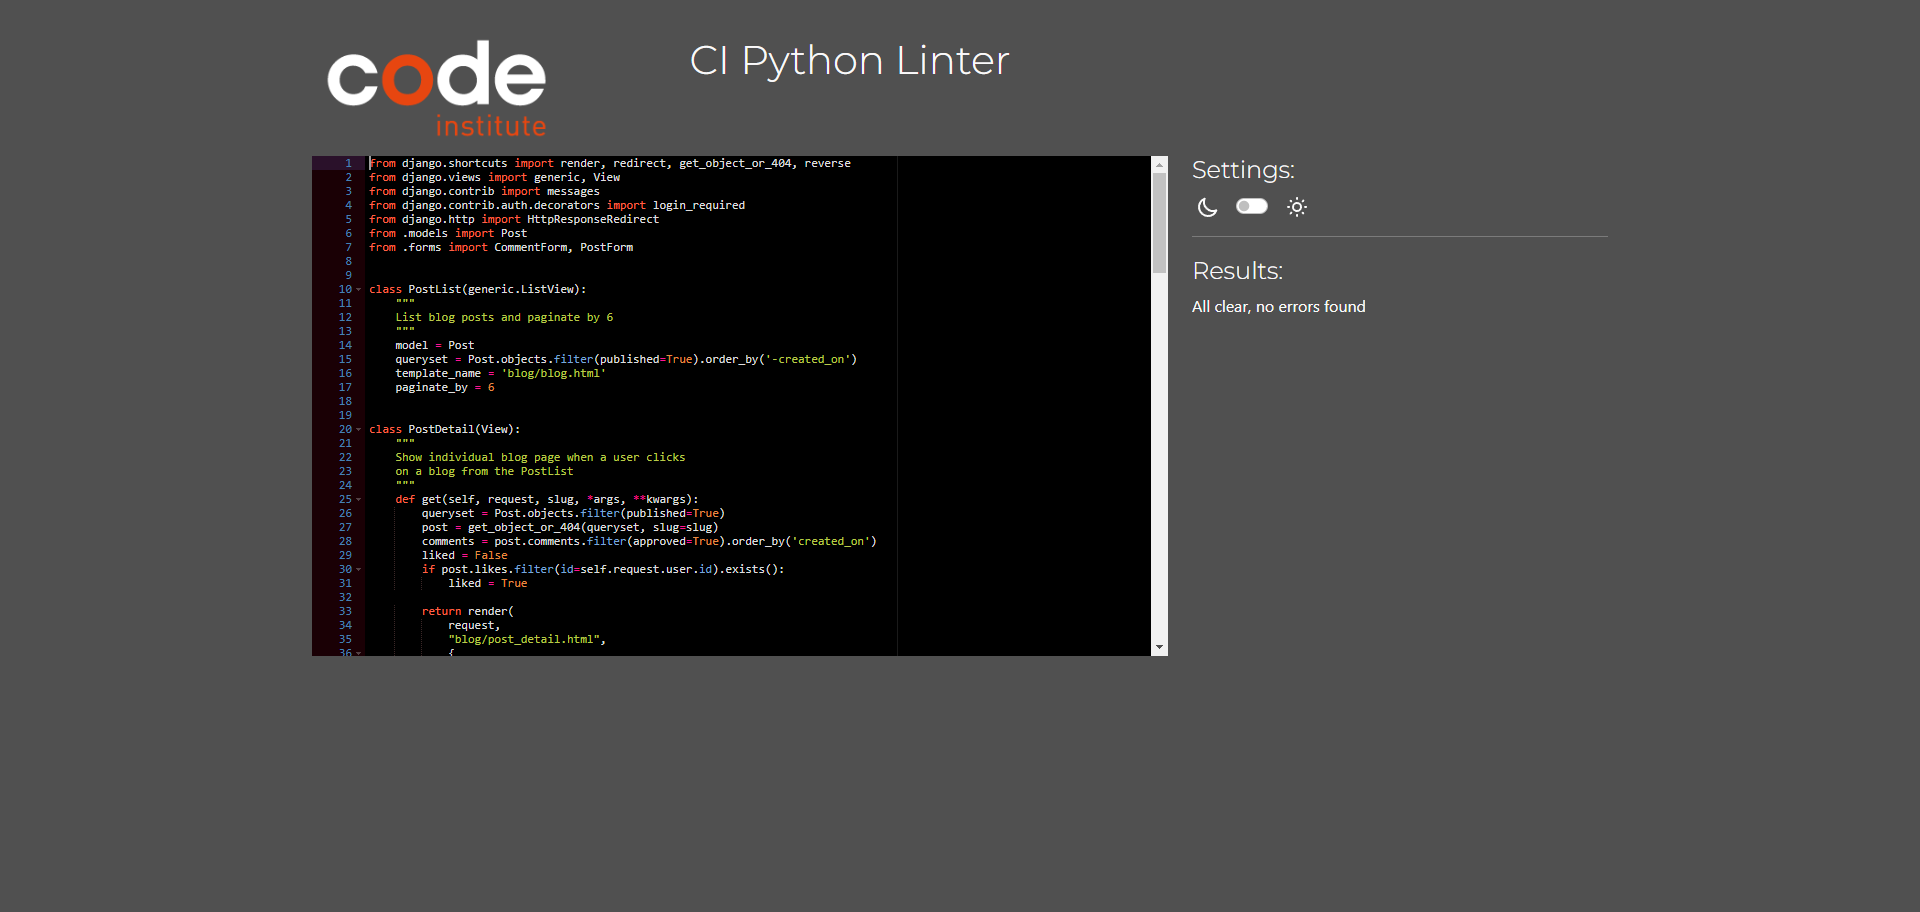 code
institute
CI Python Linter
1 from django.shortcuts import render, redirect, get_object_or_404, reverse
2 from django.views import generic, View
3 from django.contrib import messages
4 from django.contrib.auth.decorators import login_required
5 from django.http import HttpResponseRedirect
6 from .models import Post
7 from .forms import CommentForm, PostForm
8
9
10 class PostList(generic.ListView):
11     """
12     List blog posts and paginate by 6
13     """
14     model = Post
15     queryset = Post.objects.filter(published=True).order_by('-created_on')
16     template_name = 'blog/blog.html'
17     paginate_by = 6
18
19
20 class PostDetail(View):
21     """
22     Show individual blog page when a user clicks
23     on a blog from the PostList
24     """
25     def get(self, request, slug, *args, **kwargs):
26         queryset = Post.objects.filter(published=True)
27         post = get_object_or_404(queryset, slug=slug)
28         comments = post.comments.filter(approved=True).order_by('created_on')
29         liked = False
30         if post.likes.filter(id=self.request.user.id).exists():
31             liked = True
32
33         return render(
34             request,
35             "blog/post_detail.html",
36             {
Settings:
Results:
All clear, no errors found